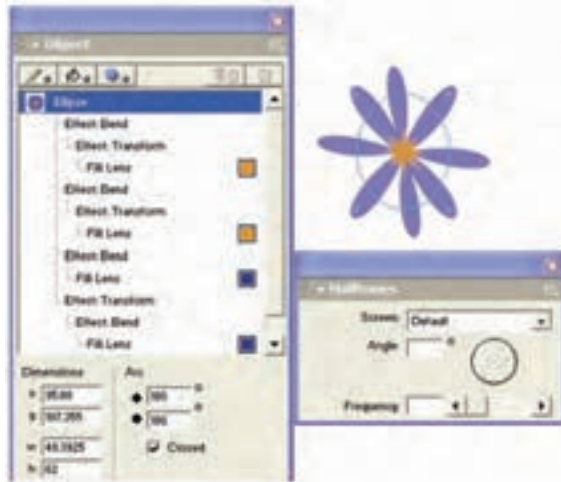 Object
Ellipse
Effect Bend
Effect Transform
Fill Lens
Effect Bend
Effect Transform
Fill Lens
Effect Bend
Fill Lens
Effect Transform
Effect Bend
Fill Lens
Dimensions
Arc
x:
y:
w:
h: 62
Closed
Halftones
Screen: Default
Angle:
Frequency: